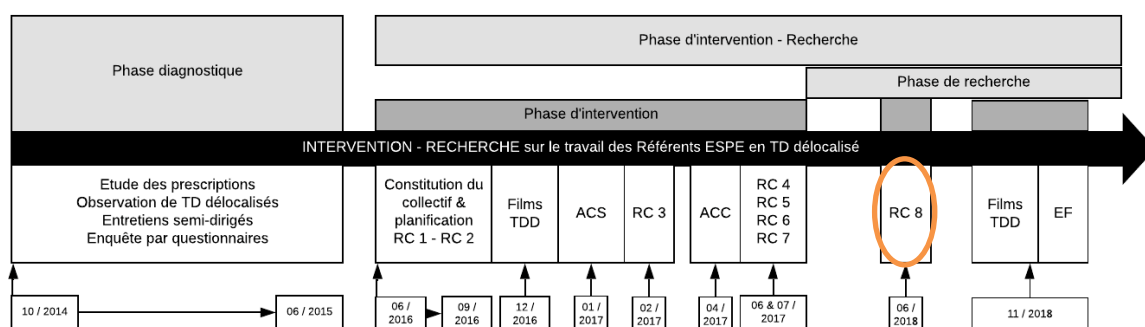 Phase d'intervention - Recherche
Phase diagnostique
Phase de recherche
Phase d'intervention
INTERVENTION - RECHERCHE sur le travail des Référents ESPE en TD délocalisé
Etude des prescriptions
Observation de TD délocalisés
Entretiens semi-dirigés
Enquête par questionnaires
Constitution du
collectif &
planification
RC 1 - RC 2
Films
TDD
ACS
RC 3
ACC
RC 4
RC 5
RC 6
RC 7
RC 8
Films
TDD
EF
10 / 2014
06 / 2015
06 /
2016
09 /
2016
12 /
2016
01 /
2017
02 /
2017
04 /
2017
06 & 07 /
2017
06 /
2018
11 / 2018